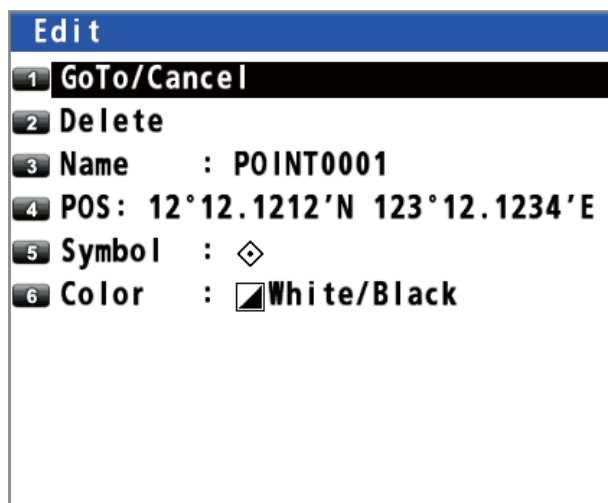 Edit
1 GoTo/Cancel
2 Delete
3 Name : POINT0001
4 POS: 12°12.1212′N 123°12.1234′E
5 Symbol :
6 Color : White/Black